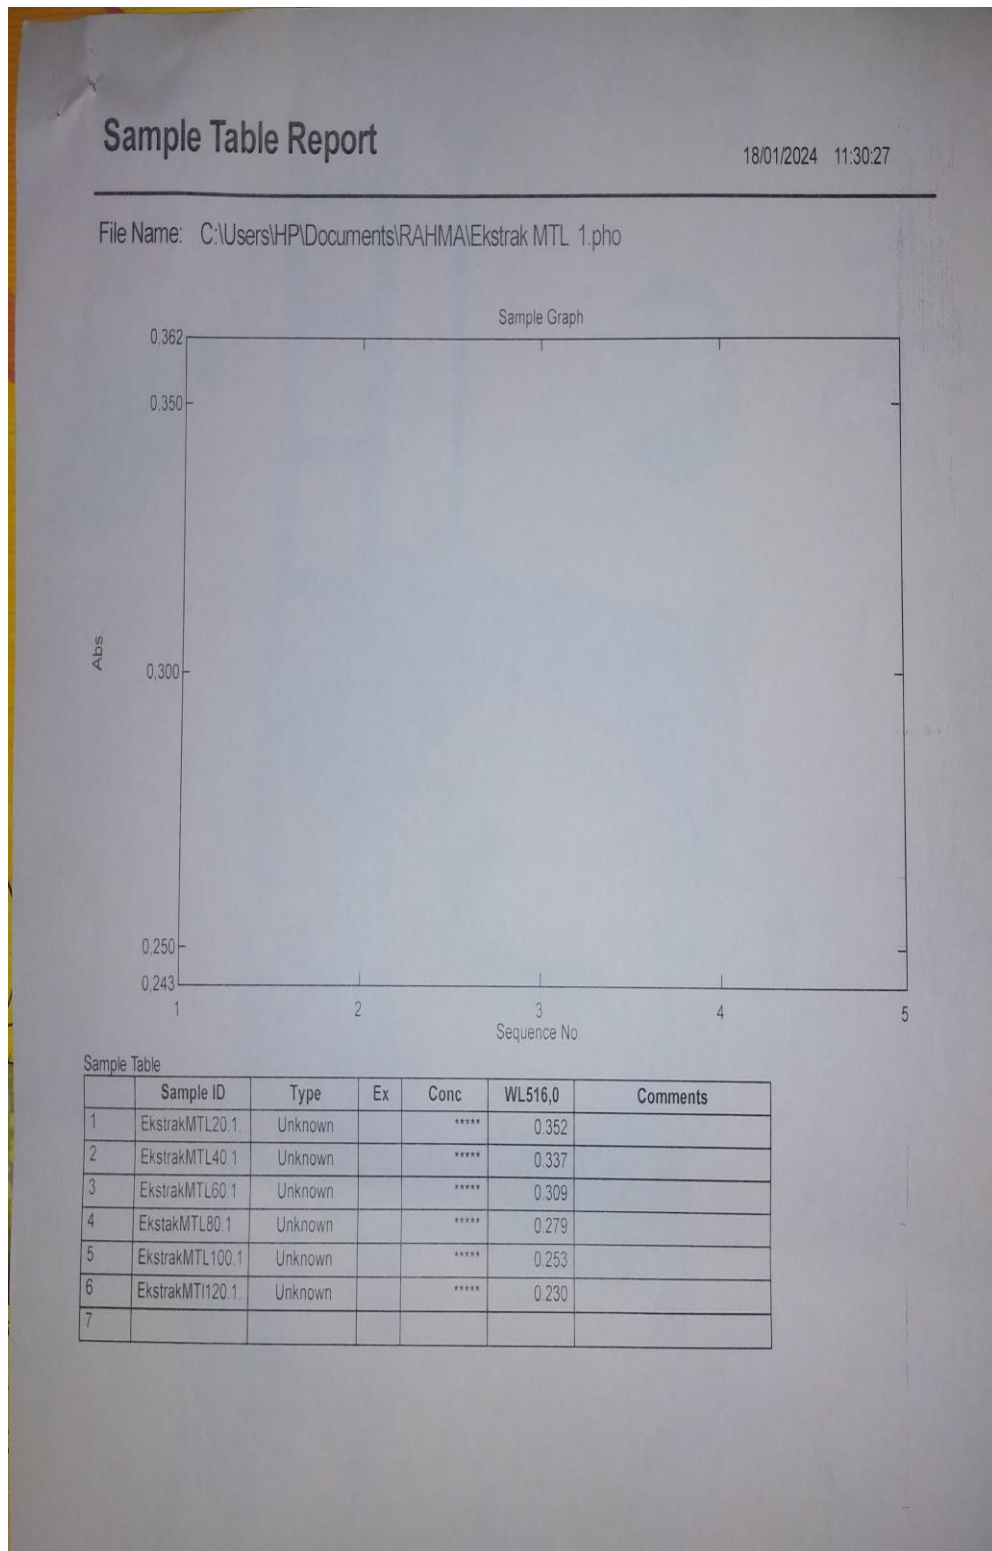 Sample Table Report
18/01/2024 11:30:27
File Name: C:\Users\HP\Documents\RAHMA\Ekstrak MTL 1.pho
Sample Graph
0,362
0,350
0,300
0,250
0,243
Abs.
1 2 3 4 5
Sequence No
Sample Table
Sample ID Type Ex Conc WL516,0 Comments
1 EkstrakMTL20.1. Unknown ***** 0.352
2 EkstrakMTL40.1 Unknown ***** 0.337
3 EkstrakMTL60.1 Unknown ***** 0.309
4 EkstakMTL80.1 Unknown ***** 0.279
5 EkstrakMTL100.1 Unknown ***** 0.253
6 EkstrakMTl120.1. Unknown ***** 0.230
7